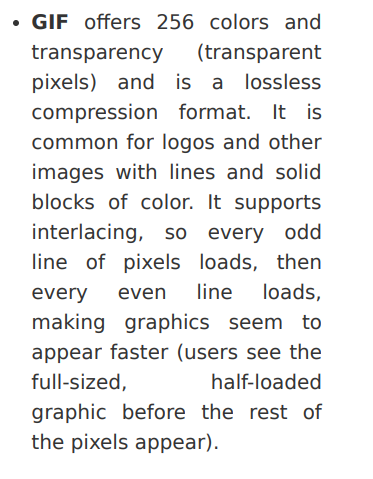 • GIF offers 256 colors and
transparency (transparent
pixels) and is a lossless
compression format. It is
common for logos and other
images with lines and solid
blocks of color. It supports
interlacing, so every odd
line of pixels loads, then
every even line loads,
making graphics seem to
appear faster (users see the
full-sized, half-loaded
graphic before the rest of
the pixels appear).